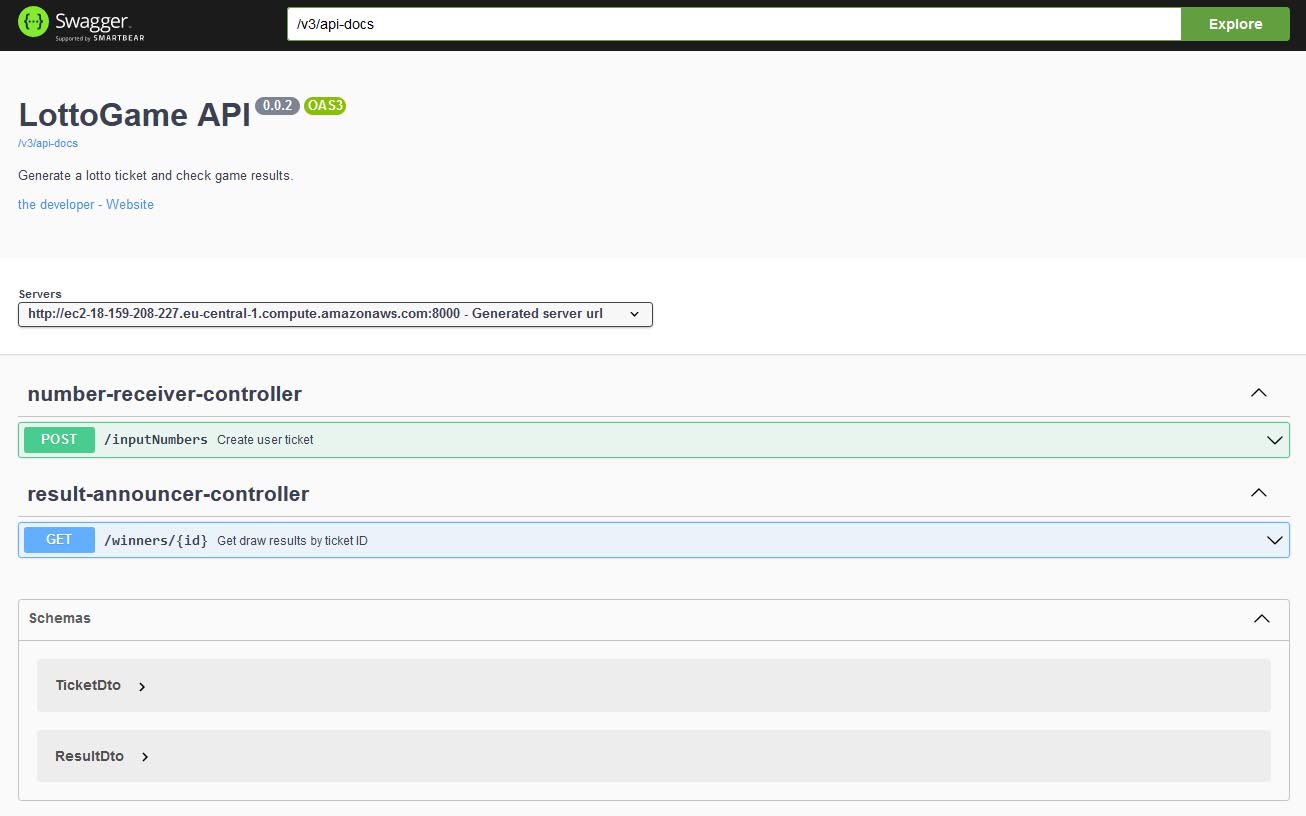 Swagger
Supported by SMARTBEAR
/v3/api-docs
Explore
LottoGame API 0.0.2 OAS3
/v3/api-docs
Generate a lotto ticket and check game results.
the developer - Website
Servers
http://ec2-18-159-208-227.eu-central-1.compute.amazonaws.com:8000 - Generated server url
number-receiver-controller
POST /inputNumbers Create user ticket
result-announcer-controller
GET /winners/{id} Get draw results by ticket ID
Schemas
TicketDto
ResultDto